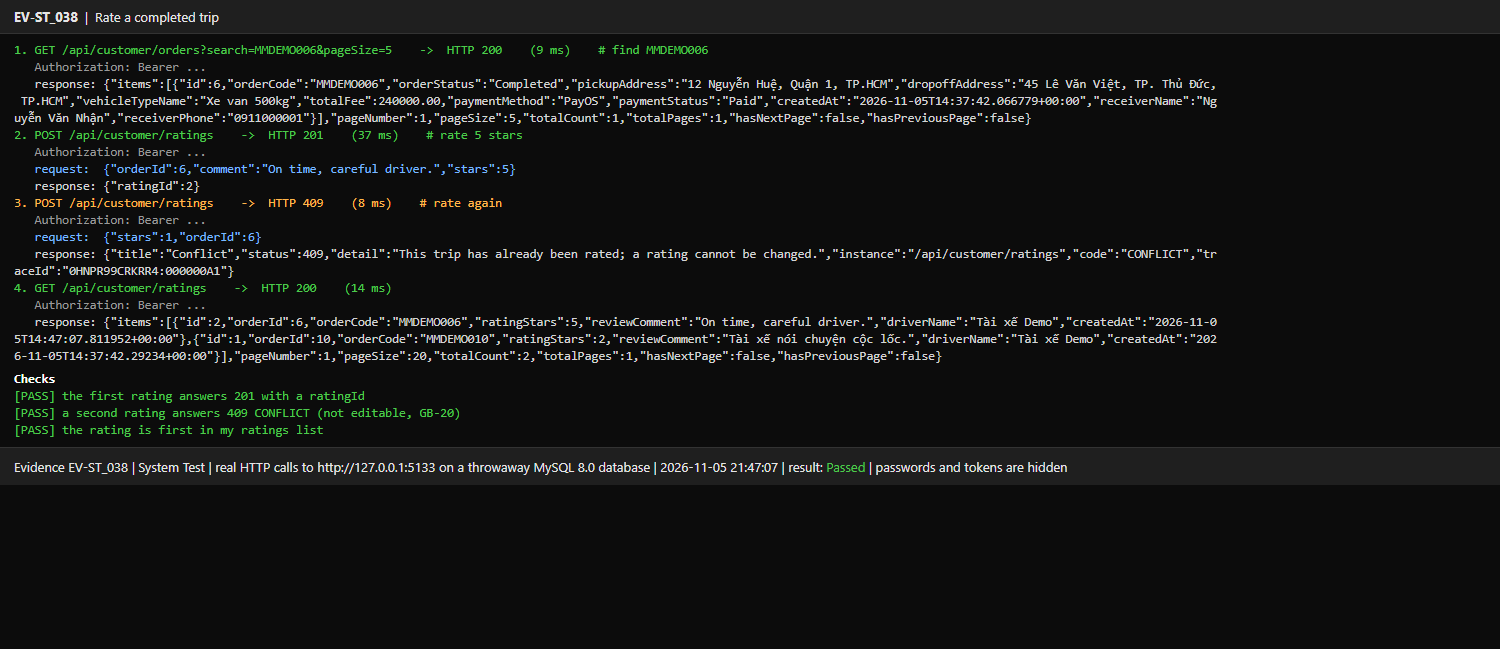 EV-ST_038 | Rate a completed trip
1. GET /api/customer/orders?search=MMDEMO006&pageSize=5 -> HTTP 200 (9 ms) # find MMDEMO006
Authorization: Bearer ...
response: {"items":[{"id":6,"orderCode":"MMDEMO006","orderStatus":"Completed","pickupAddress":"12 Nguyễn Huệ, Quận 1, TP.HCM","dropoffAddress":"45 Lê Văn Việt, TP. Thủ Đức,
TP.HCM","vehicleTypeName":"Xe van 500kg","totalFee":240000.00,"paymentMethod":"PayOS","paymentStatus":"Paid","createdAt":"2026-11-05T14:37:42.066779+00:00","receiverName":"Ng
uyễn Văn Nhận","receiverPhone":"0911000001"}],"pageNumber":1,"pageSize":5,"totalCount":1,"totalPages":1,"hasNextPage":false,"hasPreviousPage":false}
2. POST /api/customer/ratings -> HTTP 201 (37 ms) # rate 5 stars
Authorization: Bearer ...
request: {"orderId":6,"comment":"On time, careful driver.","stars":5}
response: {"ratingId":2}
3. POST /api/customer/ratings -> HTTP 409 (8 ms) # rate again
Authorization: Bearer ...
request: {"stars":1,"orderId":6}
response: {"title":"Conflict","status":409,"detail":"This trip has already been rated; a rating cannot be changed.","instance":"/api/customer/ratings","code":"CONFLICT","tr
aceId":"0HNPR99CRKRR4:000000A1"}
4. GET /api/customer/ratings -> HTTP 200 (14 ms)
Authorization: Bearer ...
response: {"items":[{"id":2,"orderId":6,"orderCode":"MMDEMO006","ratingStars":5,"reviewComment":"On time, careful driver.","driverName":"Tài xế Demo","createdAt":"2026-11-0
5T14:47:07.811952+00:00"},{"id":1,"orderId":10,"orderCode":"MMDEMO010","ratingStars":2,"reviewComment":"Tài xế nói chuyện cộc lốc.","driverName":"Tài xế Demo","createdAt":"202
6-11-05T14:37:42.29234+00:00"}],"pageNumber":1,"pageSize":20,"totalCount":2,"totalPages":1,"hasNextPage":false,"hasPreviousPage":false}
Checks
[PASS] the first rating answers 201 with a ratingId
[PASS] a second rating answers 409 CONFLICT (not editable, GB-20)
[PASS] the rating is first in my ratings list
Evidence EV-ST_038 | System Test | real HTTP calls to http://127.0.0.1:5133 on a throwaway MySQL 8.0 database | 2026-11-05 21:47:07 | result: Passed | passwords and tokens are hidden